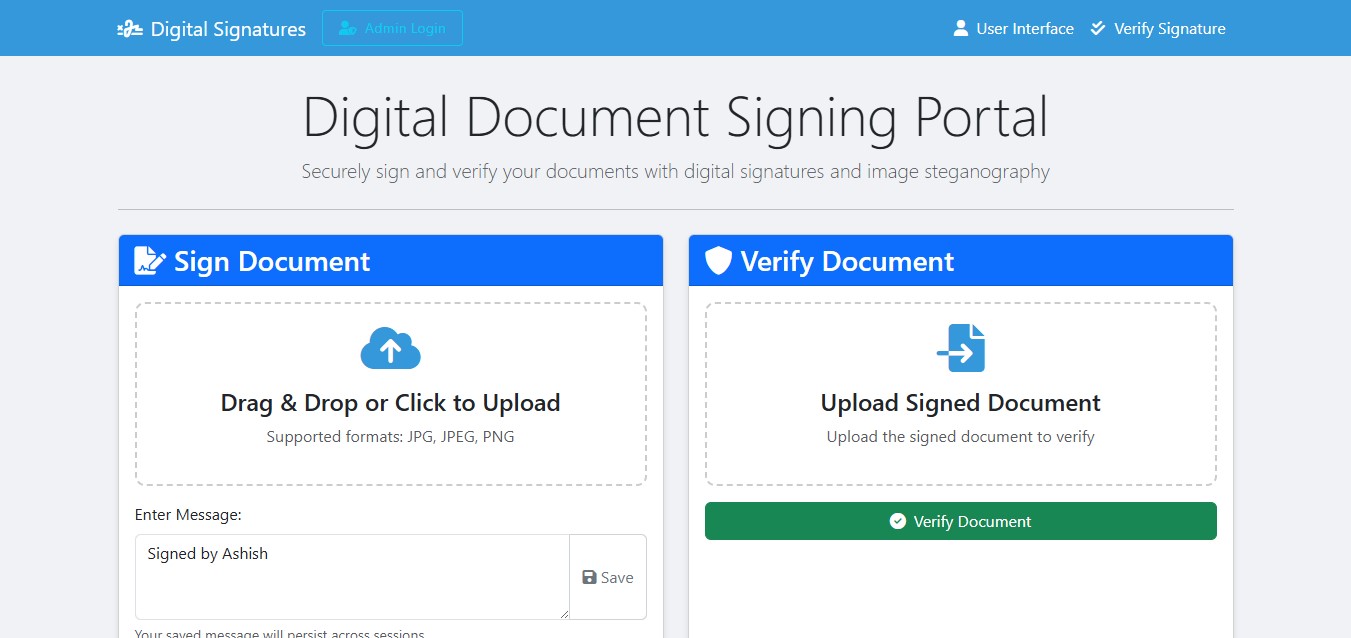 Digital Signatures
Admin Login
User Interface
Verify Signature
Digital Document Signing Portal
Securely sign and verify your documents with digital signatures and image steganography
Sign Document
Drag & Drop or Click to Upload
Supported formats: JPG, JPEG, PNG
Enter Message:
Signed by Ashish
Save
Your saved message will persist across sessions
Verify Document
Upload Signed Document
Upload the signed document to verify
Verify Document